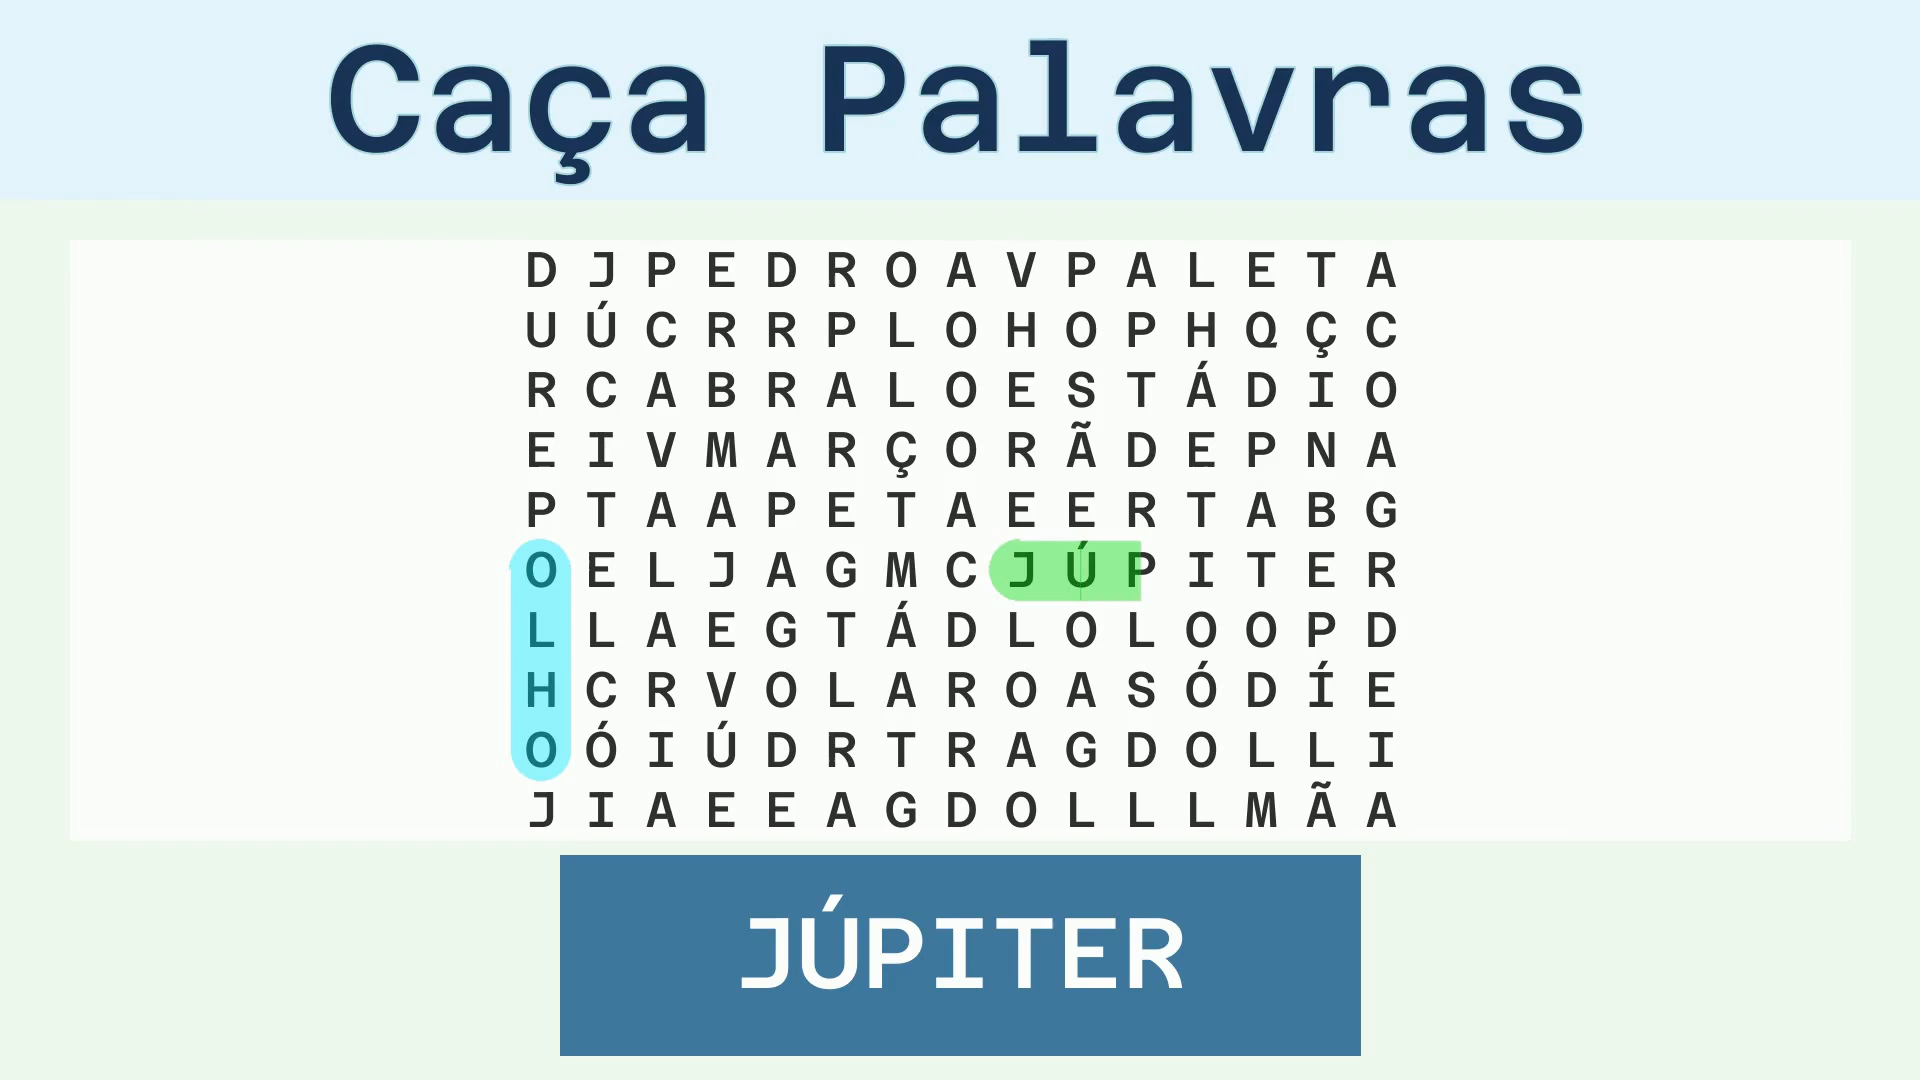 Caça Palavras
D J P E D R O A V P A L E T A
U Ú C R R P L O H O P H Q Ç C
R C A B R A L O E S T Á D I O
E I V M A R Ç O R Ã D E P N A
P T A A P E T A E E R T A B G
O E L J A G M C J Ú P I T E R
L L A E G T Á D L O L O O P D
H C R V O L A R O A S Ó D Í E
O Ó I Ú D R T R A G D O L L I
J I A E E A G D O L L L M Ã A
JÚPITER